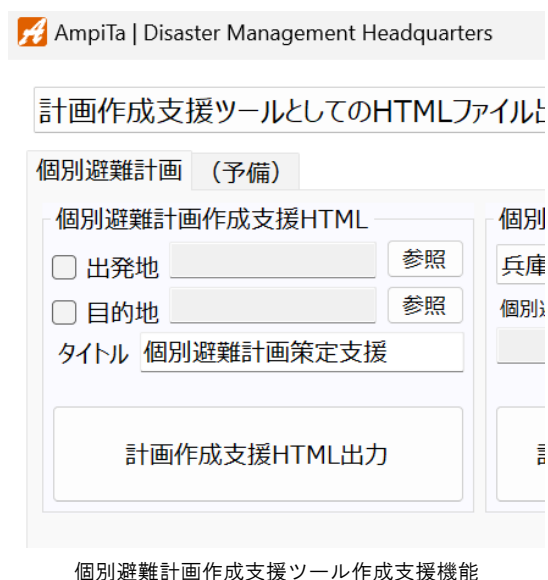 AmpiTa | Disaster Management Headquarters
計画作成支援ツールとしてのHTMLファイル
個別避難計画 （予備）
個別避難計画作成支援HTML
出発地 参照
目的地 参照
タイトル 個別避難計画策定支援
計画作成支援HTML出力
個別
兵庫
個別
個別避難計画作成支援ツール作成支援機能